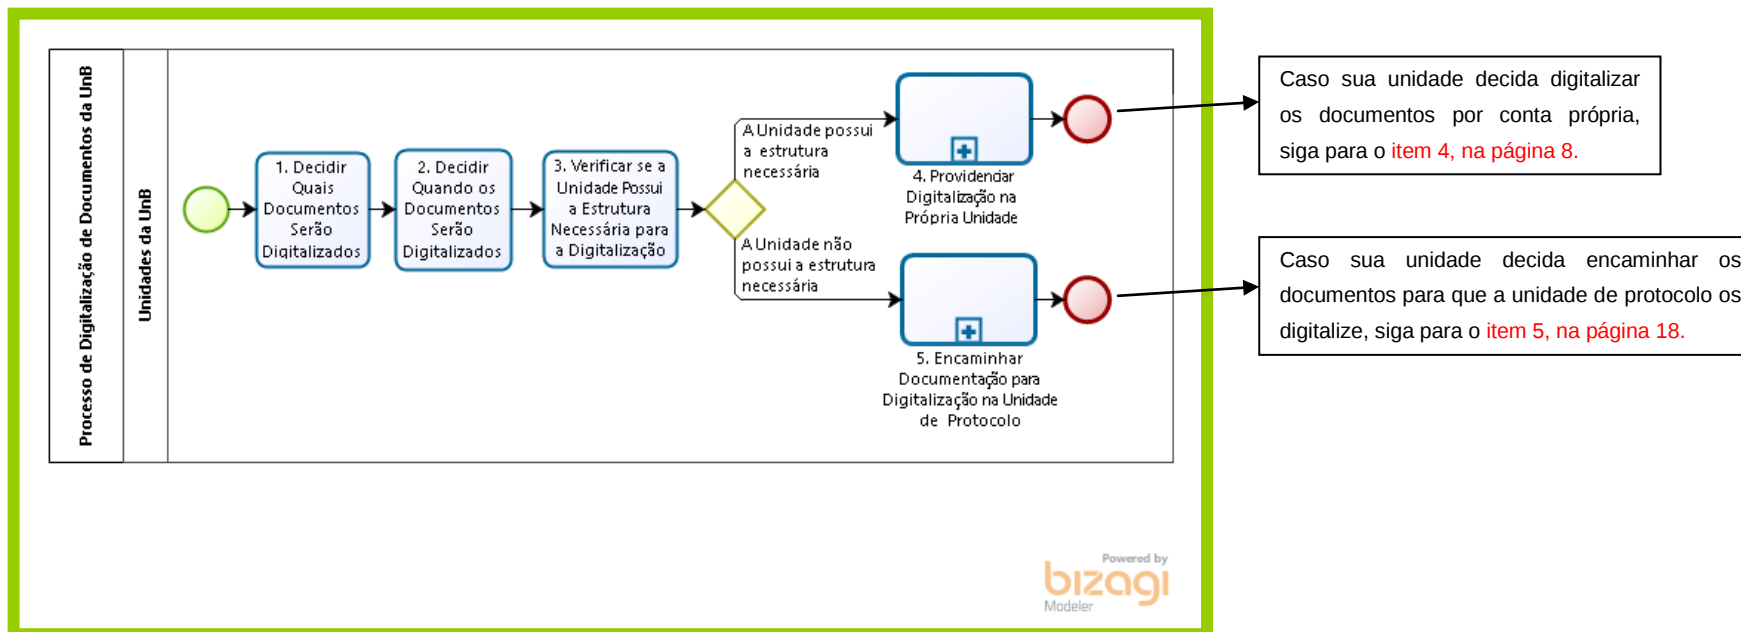 Processo de Digitalização de Documentos da UnB
Unidades da UnB
1. Decidir
Quais
Documentos
Serão
Digitalizados
2. Decidir
Quando os
Documentos
Serão
Digitalizados
3. Verificar se a
Unidade Possui
a Estrutura
Necessária para
a Digitalização
A Unidade possui
a estrutura
necessária
4. Providenciar
Digitalização na
Própria Unidade
A Unidade não
possui a estrutura
necessária
5. Encaminhar
Documentação para
Digitalização na Unidade
de Protocolo
Caso sua unidade decida digitalizar
os documentos por conta própria,
siga para o item 4, na página 8.
Caso sua unidade decida encaminhar os
documentos para que a unidade de protocolo os
digitalize, siga para o item 5, na página 18.
Powered by
bizagi
Modeler